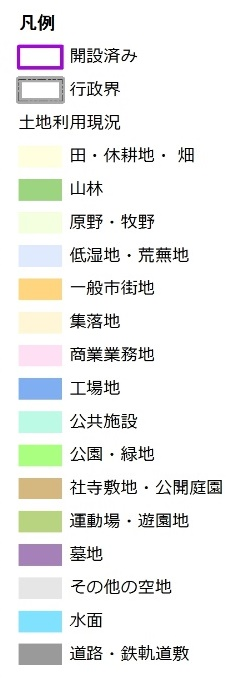 凡例
開設済み
行政界
土地利用現況
田・休耕地・ 畑
山林
原野・牧野
低湿地・荒蕪地
一般市街地
集落地
商業業務地
工場地
公共施設
公園・緑地
社寺敷地・公開庭園
運動場・遊園地
墓地
その他の空地
水面
道路・鉄軌道敷